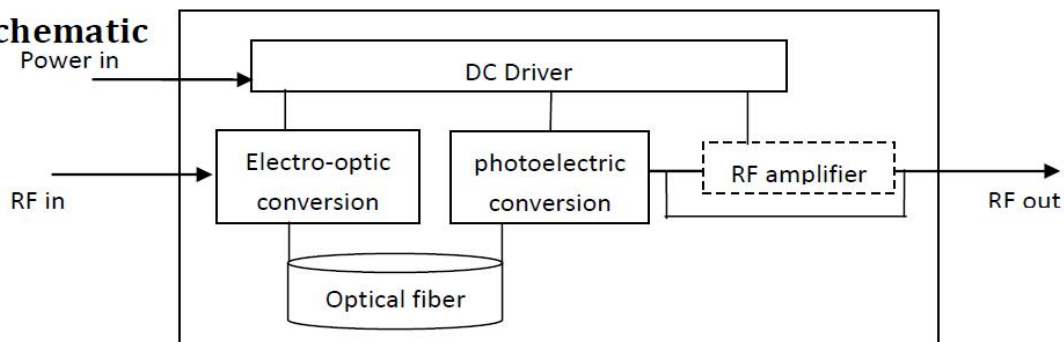 chematic
Power in
DC Driver
Electro-optic
conversion
photoelectric
conversion
RF amplifier
RF in
RF out
Optical fiber